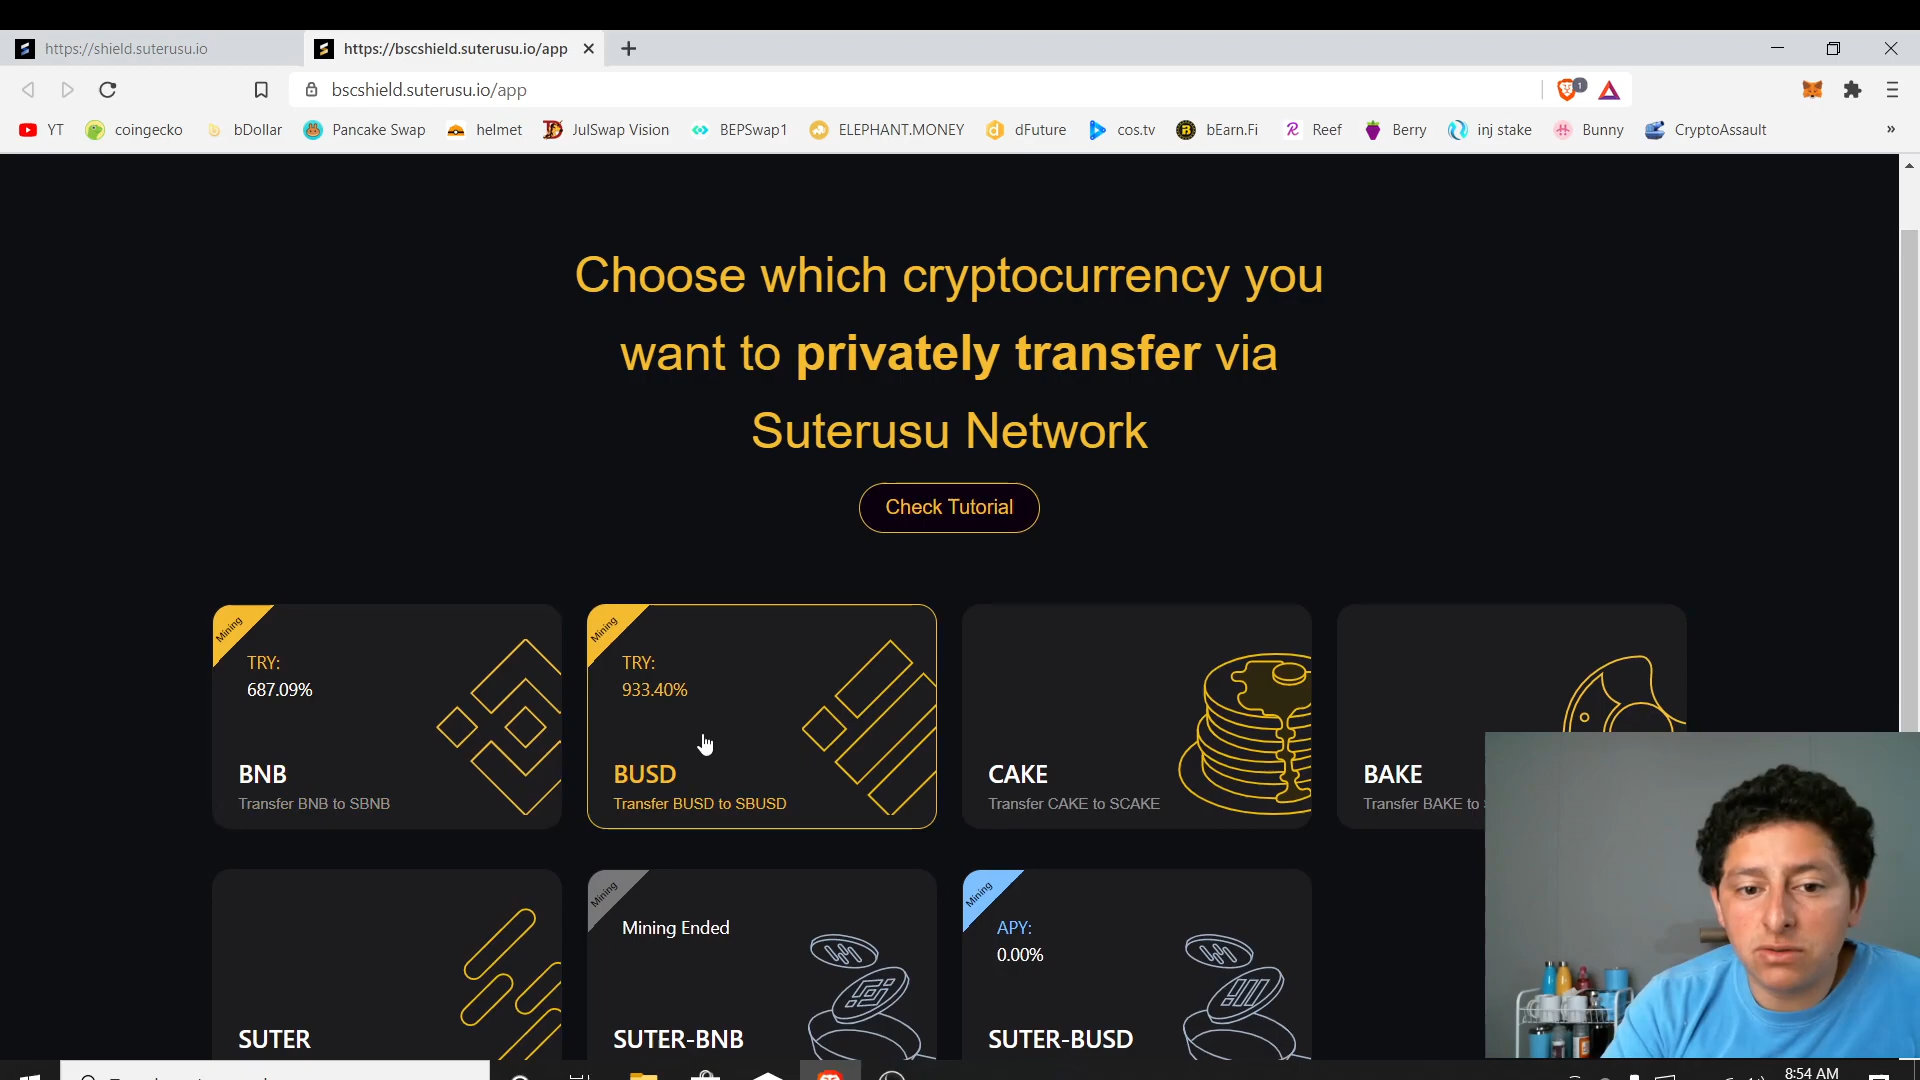 https://shield.suterusu.io
https://bscshield.suterusu.io/app
bscshield.suterusu.io/app
1
YT coingecko bDollar Pancake Swap helmet JulSwap Vision BEPSwap1 ELEPHANT.MONEY dFuture cos.tv bEarn.Fi Reef Berry inj stake Bunny CryptoAssault »
Choose which cryptocurrency you
want to privately transfer via
Suterusu Network
Check Tutorial
Mining
TRY:
687.09%
BNB
Transfer BNB to SBNB
Mining
TRY:
933.40%
BUSD
Transfer BUSD to SBUSD
CAKE
Transfer CAKE to SCAKE
BAKE
Transfer BAKE to
SUTER
Mining
Mining Ended
SUTER-BNB
Mining
APY:
0.00%
SUTER-BUSD
8:54 AM